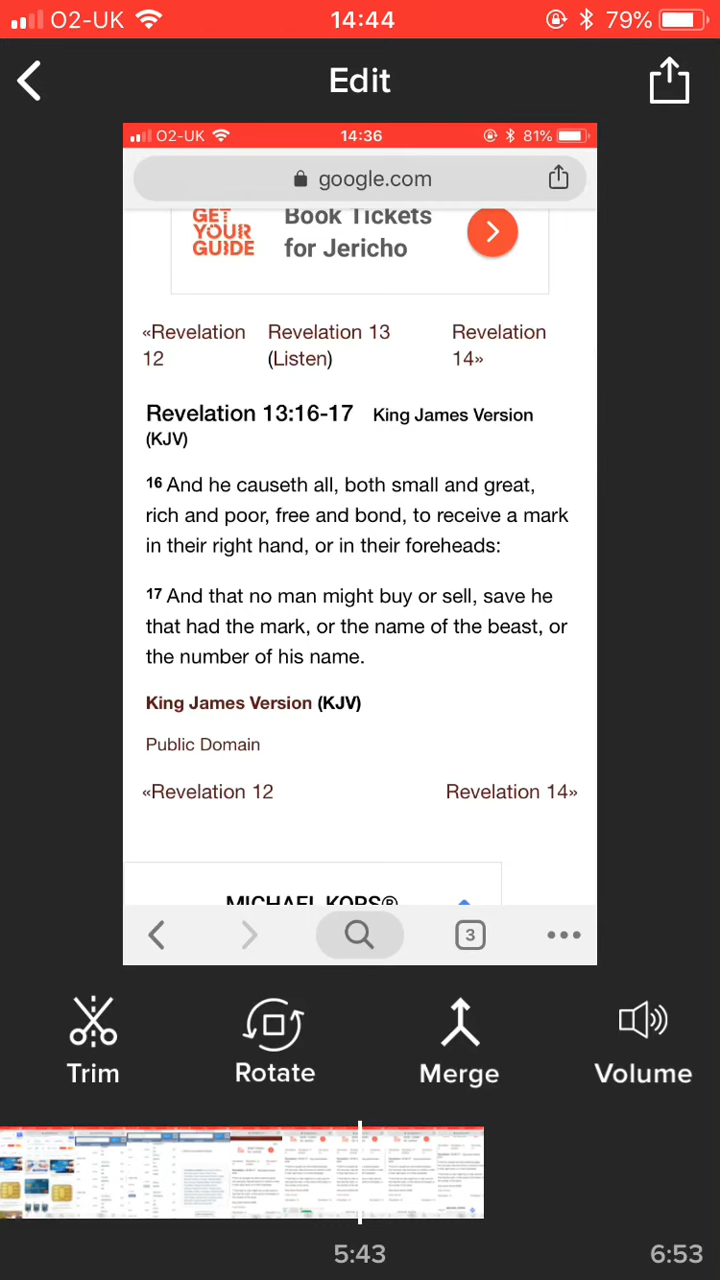 O2-UK 14:44 79%
Edit
O2-UK 14:36 81%
google.com
GET
YOUR
GUIDE
Book Tickets
for Jericho
«Revelation
12
Revelation 13
(Listen)
Revelation
14»
Revelation 13:16-17 King James Version
(KJV)
16 And he causeth all, both small and great,
rich and poor, free and bond, to receive a mark
in their right hand, or in their foreheads:
17 And that no man might buy or sell, save he
that had the mark, or the name of the beast, or
the number of his name.
King James Version (KJV)
Public Domain
«Revelation 12 Revelation 14»
MICHAEL KORS®
3
Trim Rotate Merge Volume
5:43 6:53